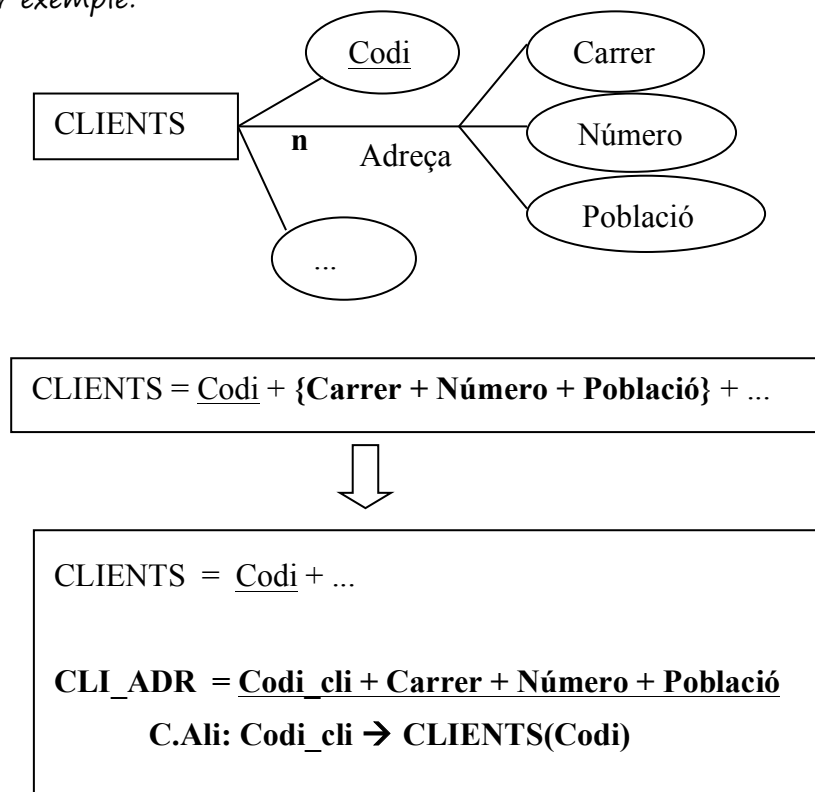 exemple:
Codi
Carrer
CLIENTS
n
Adreça
Número
Població
...
CLIENTS = Codi + {Carrer + Número + Població} + ...
CLIENTS = Codi + ...
CLI_ADR = Codi_cli + Carrer + Número + Població
C.Ali: Codi_cli → CLIENTS(Codi)